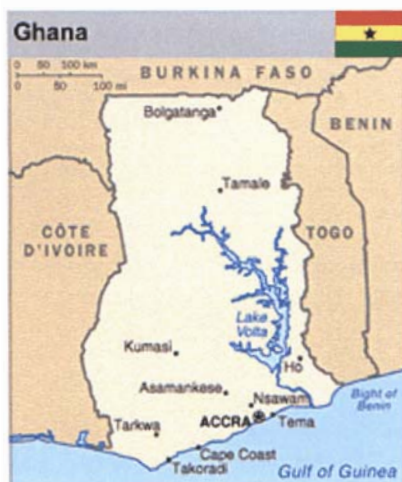 Ghana
0 50 100 km
0 50 100 mi
BURKINA FASO
Bolgatanga
BENIN
Tamale
CÔTE
D'IVOIRE
TOGO
Lake
Volta
Kumasi
Ho
Asamankese
Nsawam
Bight of
Benin
ACCRA
Tema
Tarkwa
Cape Coast
Takoradi
Gulf of Guinea